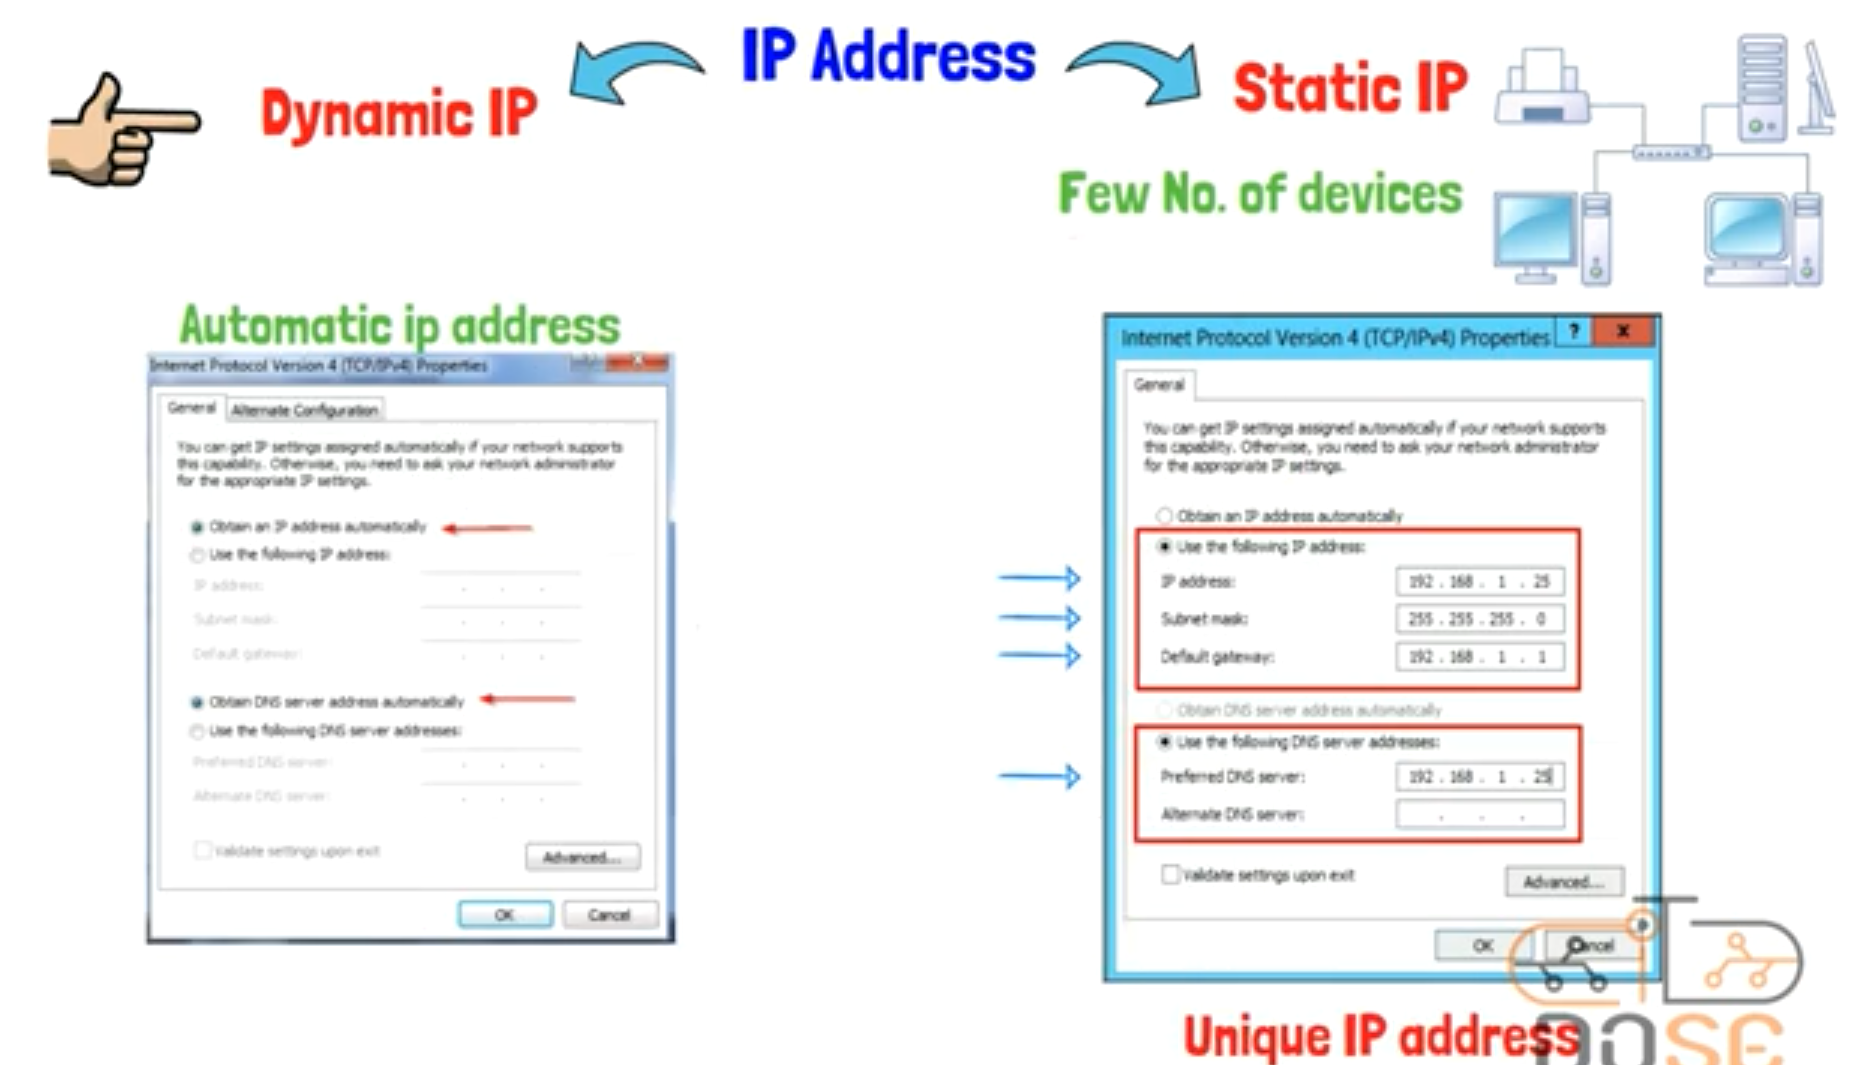 IP Address
Dynamic IP
Static IP
Few No. of devices
Automatic ip address
Internet Protocol Version 4 (TCP/IPv4) Properties
General
Alternate Configuration
You can get IP settings assigned automatically if your network supports
this capability. Otherwise, you need to ask your network administrator
for the appropriate IP settings.
Obtain an IP address automatically
Use the following IP address:
IP address:
Subnet mask:
Default gateway:
Obtain DNS server address automatically
Use the following DNS server addresses:
Preferred DNS server:
Alternate DNS server:
Validate settings upon exit
Advanced...
OK
Cancel
Internet Protocol Version 4 (TCP/IPv4) Properties
?
X
General
You can get IP settings assigned automatically if your network supports
this capability. Otherwise, you need to ask your network administrator
for the appropriate IP settings.
Obtain an IP address automatically
Use the following IP address:
IP address: 192 . 168 . 1 . 25
Subnet mask: 255 . 255 . 255 . 0
Default gateway: 192 . 168 . 1 . 1
Obtain DNS server address automatically
Use the following DNS server addresses:
Preferred DNS server: 192 . 168 . 1 . 25
Alternate DNS server: . . .
Validate settings upon exit
Advanced...
OK
Cancel
Unique IP address
DOSE